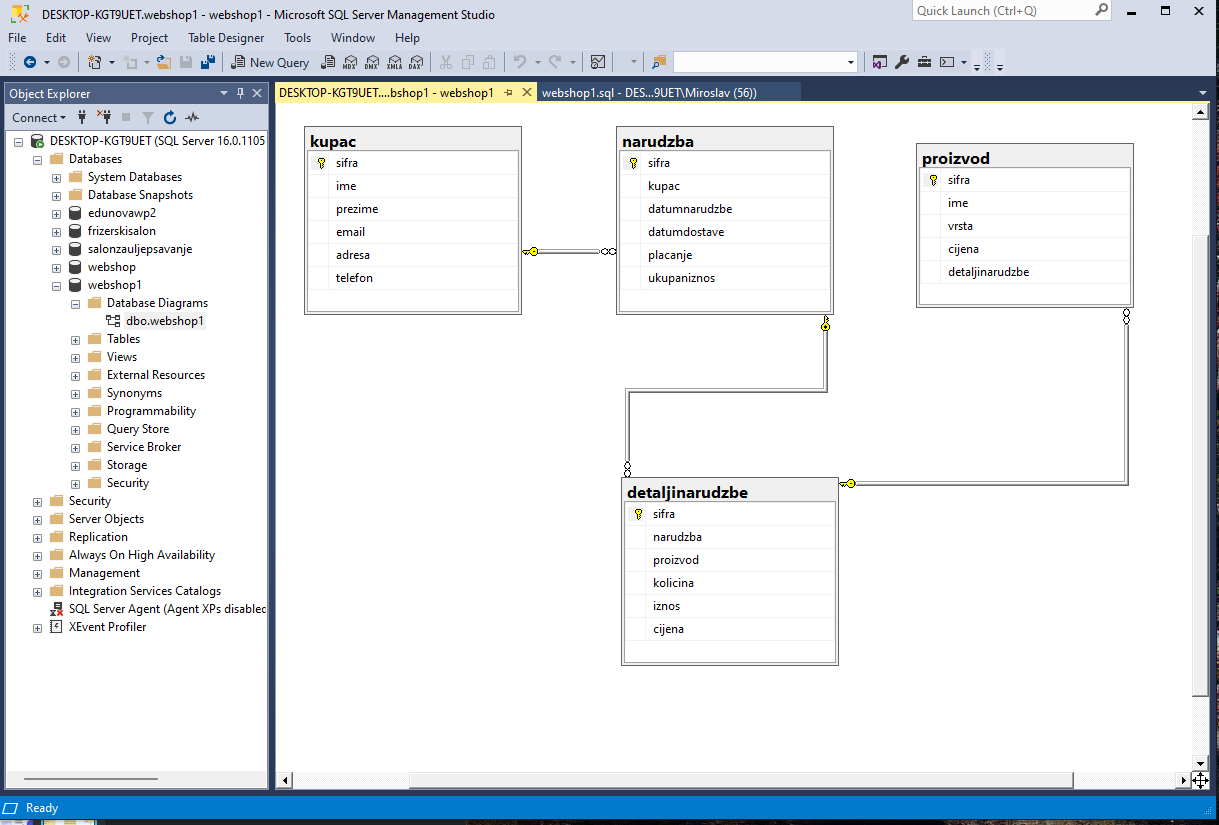 DESKTOP-KGT9UET.webshop1 - webshop1 - Microsoft SQL Server Management Studio
Quick Launch (Ctrl+Q)
File Edit View Project Table Designer Tools Window Help
New Query MDX DMX XMLA DAX
Object Explorer
Connect
DESKTOP-KGT9UET (SQL Server 16.0.1105
Databases
System Databases
Database Snapshots
edunovawp2
frizerskisalon
salonzauljepsavanje
webshop
webshop1
Database Diagrams
dbo.webshop1
Tables
Views
External Resources
Synonyms
Programmability
Query Store
Service Broker
Storage
Security
Security
Server Objects
Replication
Always On High Availability
Management
Integration Services Catalogs
SQL Server Agent (Agent XPs disabled
XEvent Profiler
DESKTOP-KGT9UET....bshop1 - webshop1
webshop1.sql - DES...9UET\Miroslav (56))
kupac
sifra
ime
prezime
email
adresa
telefon
narudzba
sifra
kupac
datumnarudzbe
datumdostave
placanje
ukupaniznos
proizvod
sifra
ime
vrsta
cijena
detaljinarudzbe
detaljinarudzbe
sifra
narudzba
proizvod
kolicina
iznos
cijena
Ready